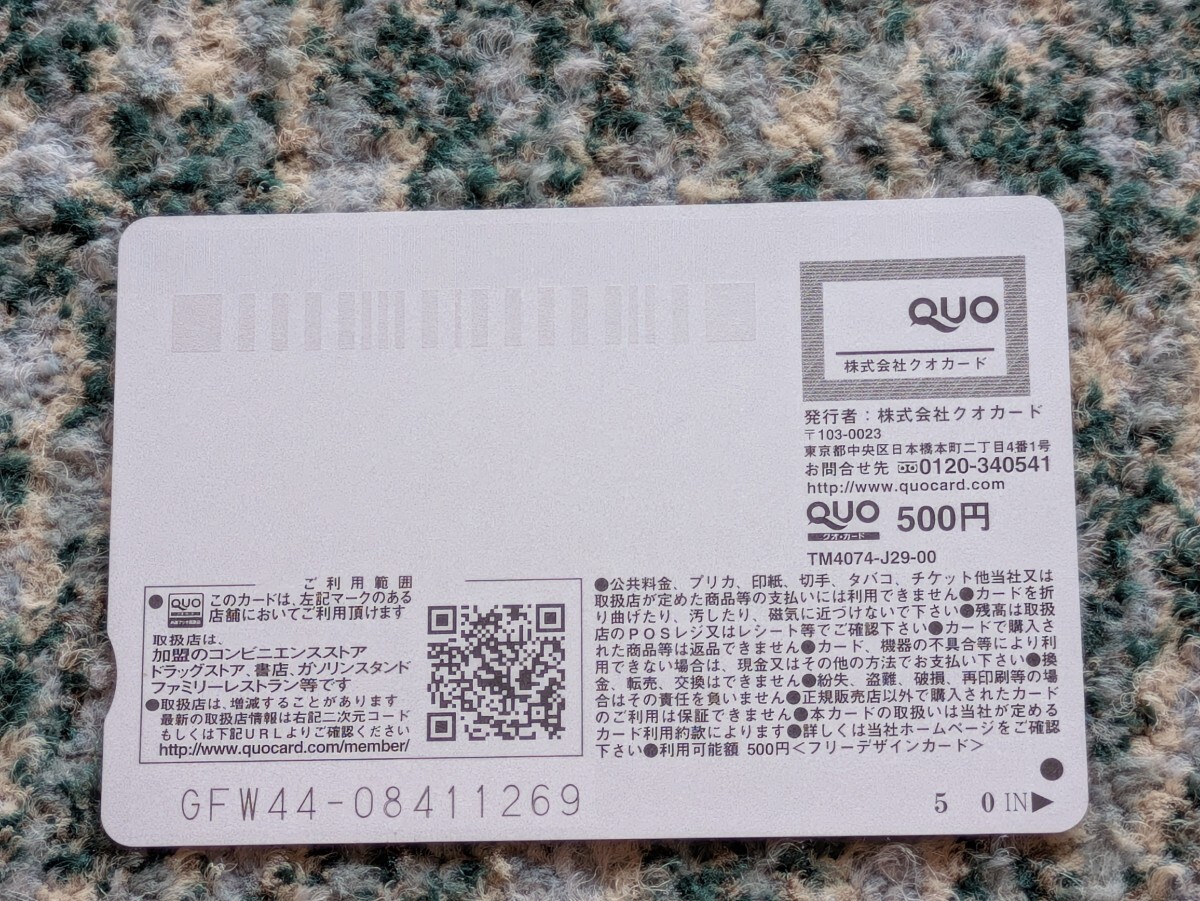 QUO
株式会社クオカード
発行者：株式会社クオカード
〒103-0023
東京都中央区日本橋本町二丁目4番1号
お問合せ先 0120-340541
http://www.quocard.com
QUO 500円
クオ・カード
TM4074-J29-00
ご利用範囲
●QUO このカードは、左記マークのある
店舗においてご利用頂けます
取扱店は、
加盟のコンビニエンスストア
ドラッグストア、書店、ガソリンスタンド
ファミリーレストラン等です
●取扱店は、増減することがあります
最新の取扱店情報は右記二次元コード
もしくは下記URLよりご確認ください
http://www.quocard.com/member/
●公共料金、プリカ、印紙、切手、タバコ、チケット他当社又は
取扱店が定めた商品等の支払いには利用できません●カードを折
り曲げたり、汚したり、磁気に近づけないで下さい●残高は取扱
店のPOSレジ又はレシート等でご確認下さい●カードで購入さ
れた商品等は返品できません●カード、機器の不具合等により利
用できない場合は、現金又はその他の方法でお支払い下さい●換
金、転売、交換はできません●紛失、盗難、破損、再印刷等の場
合はその責任を負いません●正規販売店以外で購入されたカード
のご利用は保証できません●本カードの取扱いは当社が定める
カード利用約款によります●詳しくは当社ホームページをご確認
下さい●利用可能額 500円＜フリーデザインカード＞
GFW44-08411269
5 0 IN▶